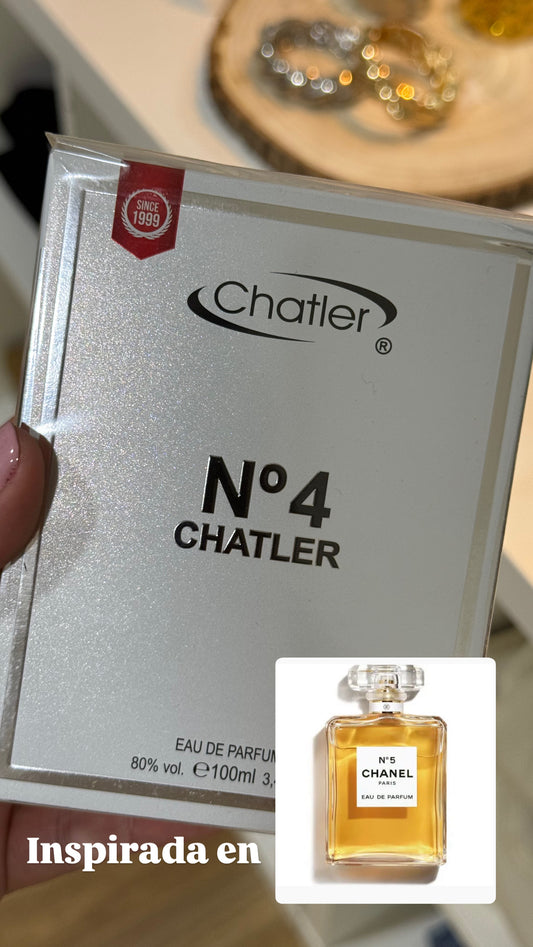 SINCE
1999
Chatler
®
Nº4
CHATLER
EAU DE PARFUM
80% vol. ℮100ml 3,
Inspirada en
Nº5
CHANEL
PARIS
EAU DE PARFUM